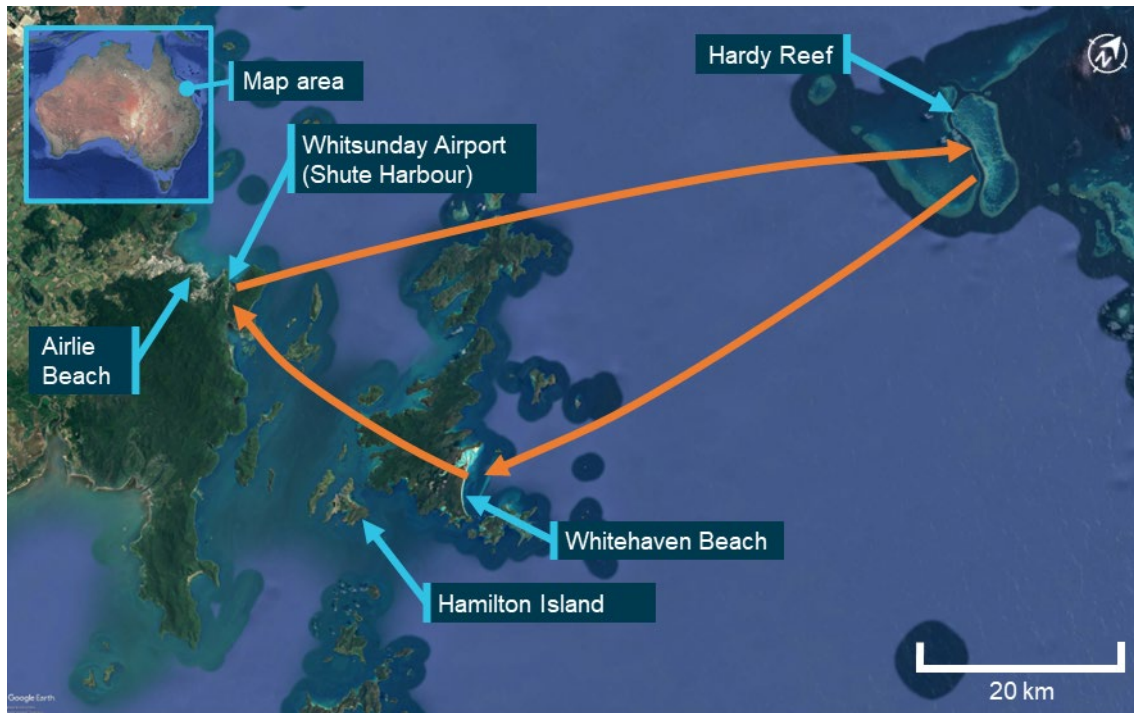 Map area
Hardy Reef
N
Whitsunday Airport
(Shute Harbour)
Airlie
Beach
Whitehaven Beach
Hamilton Island
20 km
Google Earth